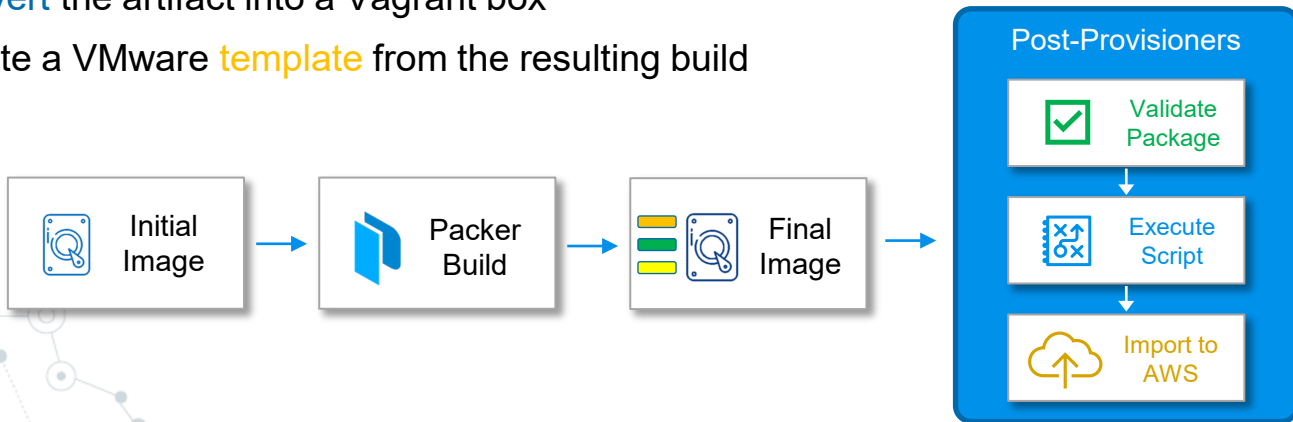 vert the artifact into a Vagrant box
te a VMware template from the resulting build
Initial
Image
Packer
Build
Final
Image
Post-Provisioners
Validate
Package
Execute
Script
Import to
AWS